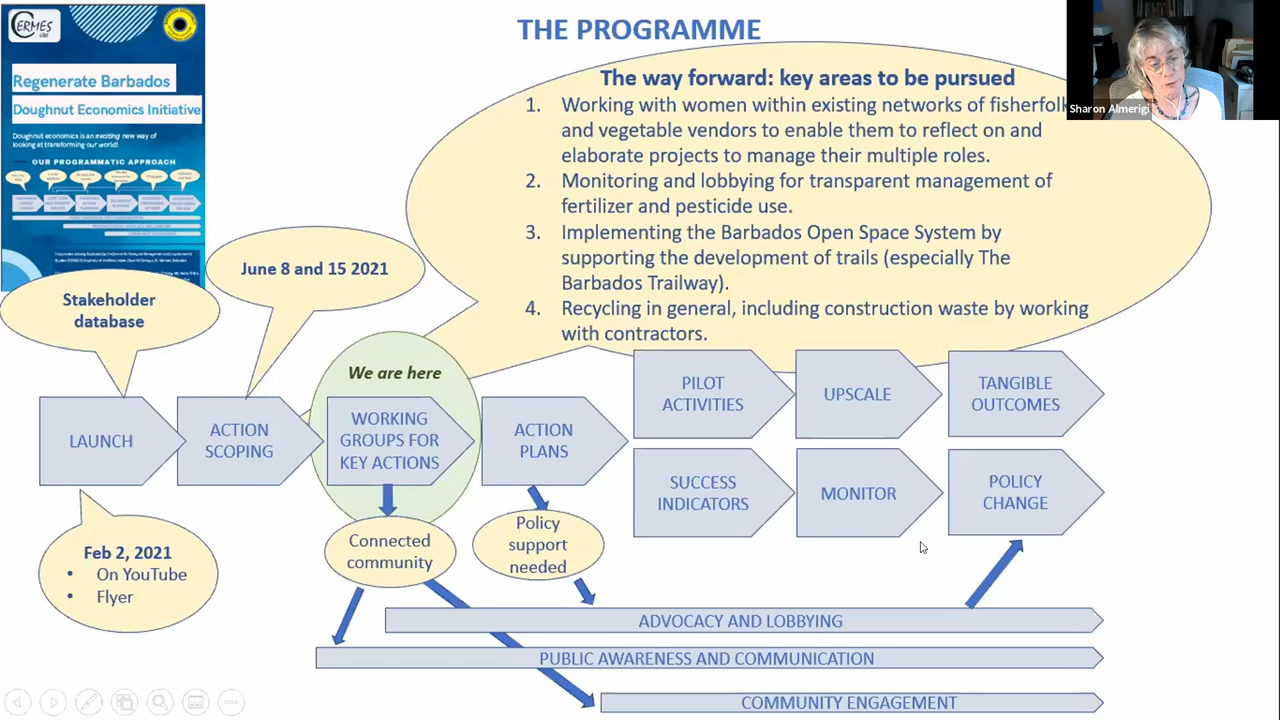 THE PROGRAMME
CERMES
UWI
Regenerate Barbados
Doughnut Economics Initiative
Doughnut economics is an exciting new way of
looking at transforming our world!
OUR PROGRAMMATIC APPROACH
The way forward: key areas to be pursued
1. Working with women within existing networks of fisherfolk
and vegetable vendors to enable them to reflect on and
elaborate projects to manage their multiple roles.
2. Monitoring and lobbying for transparent management of
fertilizer and pesticide use.
3. Implementing the Barbados Open Space System by
supporting the development of trails (especially The
Barbados Trailway).
4. Recycling in general, including construction waste by working
with contractors.
Sharon Almerigi
Stakeholder
database
June 8 and 15 2021
We are here
LAUNCH
ACTION
SCOPING
WORKING
GROUPS FOR
KEY ACTIONS
ACTION
PLANS
PILOT
ACTIVITIES
UPSCALE
TANGIBLE
OUTCOMES
SUCCESS
INDICATORS
MONITOR
POLICY
CHANGE
Feb 2, 2021
• On YouTube
• Flyer
Connected
community
Policy
support
needed
ADVOCACY AND LOBBYING
PUBLIC AWARENESS AND COMMUNICATION
COMMUNITY ENGAGEMENT